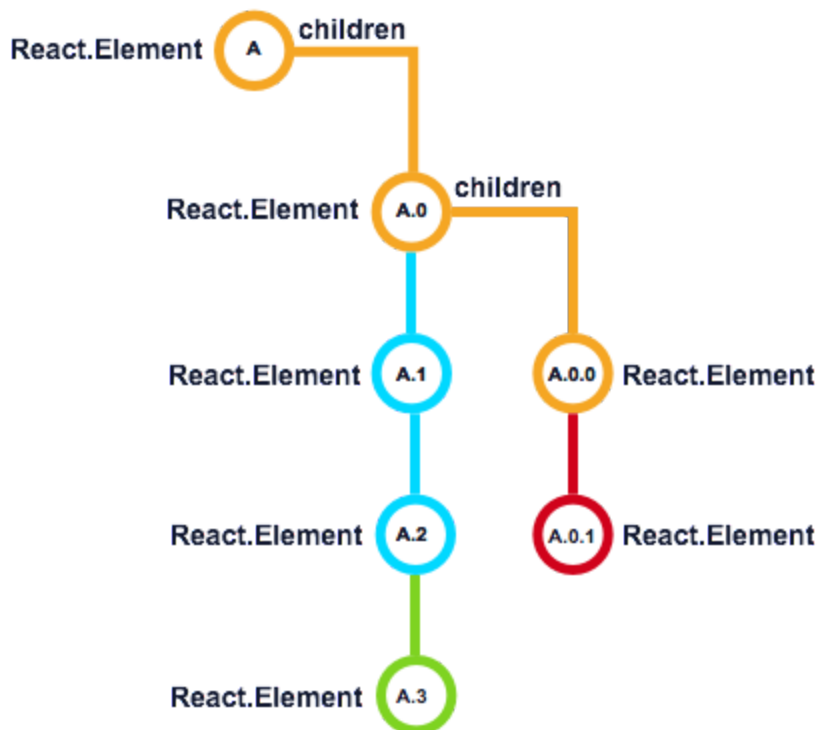 children
React.Element A
children
React.Element A.0
React.Element A.1 A.0.0 React.Element
React.Element A.2 A.0.1 React.Element
React.Element A.3